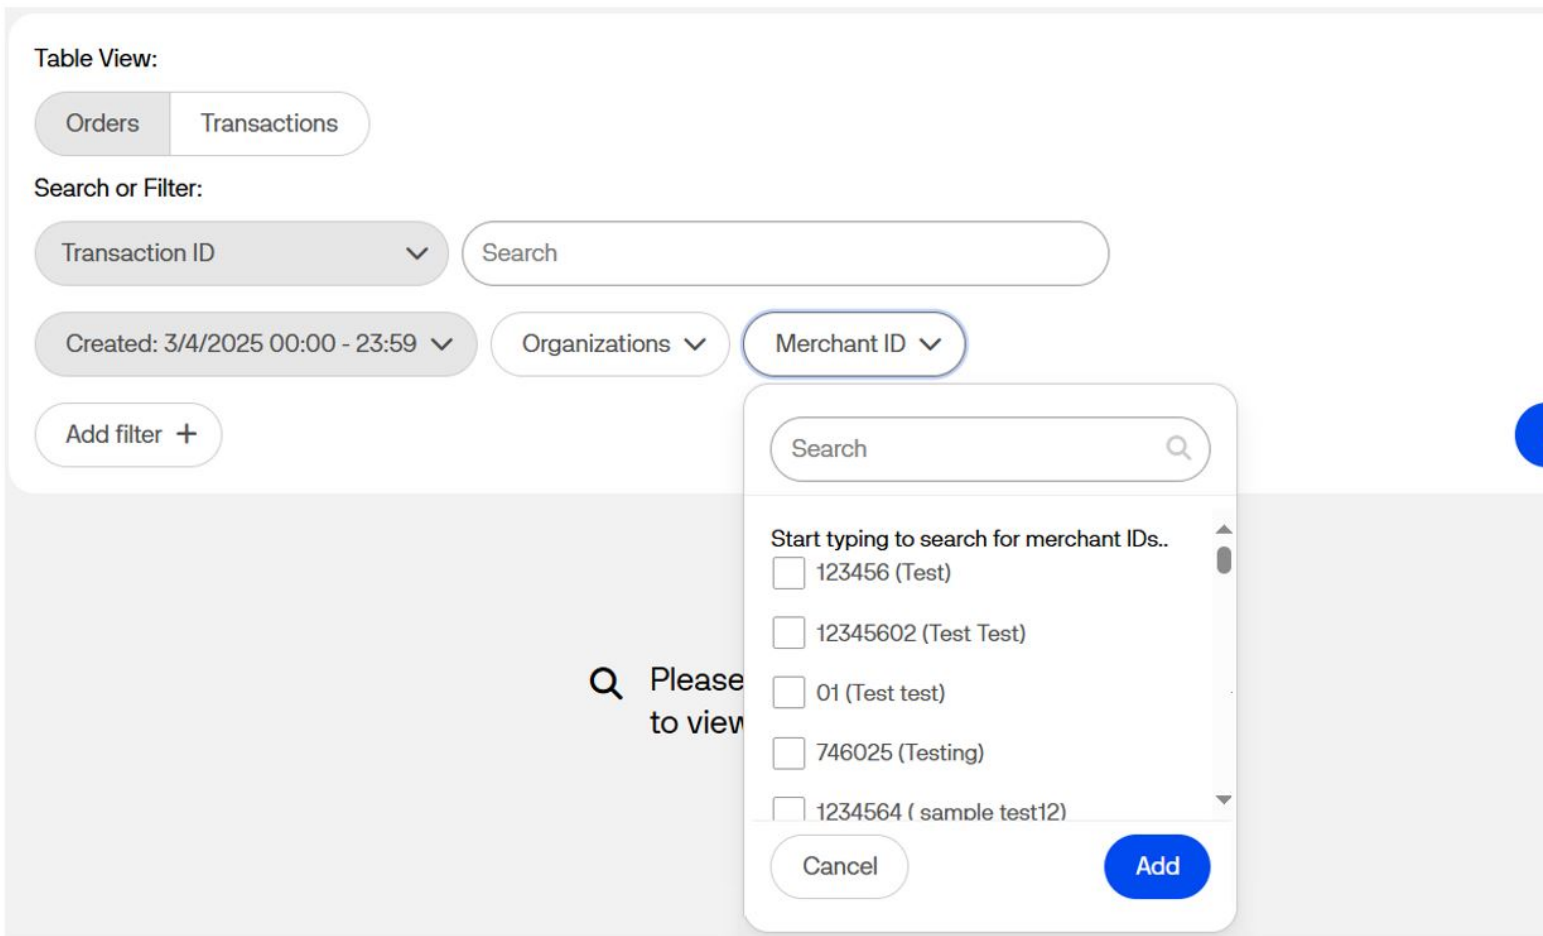 Table View:
Orders
Transactions
Search or Filter:
Transaction ID
Search
Created: 3/4/2025 00:00 - 23:59
Organizations
Merchant ID
Add filter +
Search
Start typing to search for merchant IDs..
123456 (Test)
12345602 (Test Test)
01 (Test test)
746025 (Testing)
1234564 ( sample test12)
Please
to view
Cancel
Add